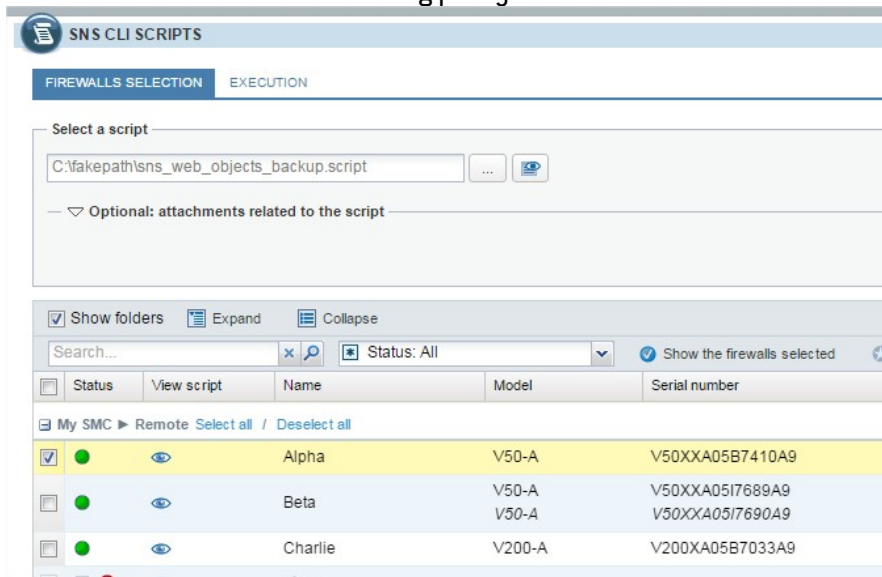 SNS CLI SCRIPTS
FIREWALLS SELECTION EXECUTION
Select a script
C:\fakepath\sns_web_objects_backup.script ...
Optional: attachments related to the script
Show folders Expand Collapse
Search... Status: All Show the firewalls selected
Status View script Name Model Serial number
My SMC ► Remote Select all / Deselect all
Alpha V50-A V50XXA05B7410A9
Beta V50-A V50XXA05I7689A9
V50-A V50XXA05I7690A9
Charlie V200-A V200XA05B7033A9